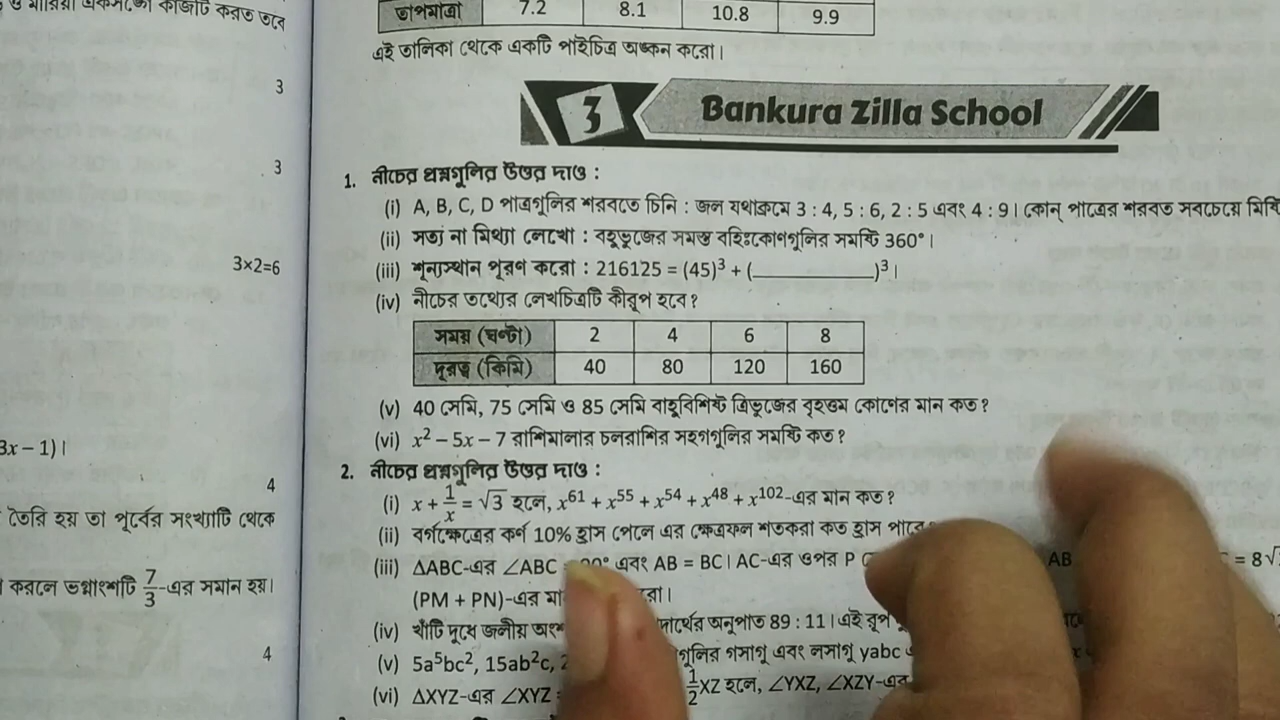 ও মারিয়া একসঙ্গে কাজটি করত তবে
3
3
3×2=6
3x – 1)।
4
তৈরি হয় তা পূর্বের সংখ্যাটি থেকে
করলে ভগ্নাংশটি 7/3-এর সমান হয়।
4
তাপমাত্রা 7.2 8.1 10.8 9.9
এই তালিকা থেকে একটি পাইচিত্র অঙ্কন করো।
3 Bankura Zilla School
1. নীচের প্রশ্নগুলির উত্তর দাও :
(i) A, B, C, D পাত্রগুলির শরবতে চিনি : জল যথাক্রমে 3 : 4, 5 : 6, 2 : 5 এবং 4 : 9। কোন্ পাত্রের শরবত সবচেয়ে মিষ্টি
(ii) সত্য না মিথ্যা লেখো : বহুভুজের সমস্ত বহিঃকোণগুলির সমষ্টি 360°।
(iii) শূন্যস্থান পূরণ করো : 216125 = (45)³ + (__________)³।
(iv) নীচের তথ্যের লেখচিত্রটি কীরূপ হবে?
সময় (ঘণ্টা) 2 4 6 8
দূরত্ব (কিমি) 40 80 120 160
(v) 40 সেমি, 75 সেমি ও 85 সেমি বাহুবিশিষ্ট ত্রিভুজের বৃহত্তম কোণের মান কত?
(vi) x² – 5x – 7 রাশিমালার চলরাশির সহগগুলির সমষ্টি কত?
2. নীচের প্রশ্নগুলির উত্তর দাও :
(i) x + 1/x = √3 হলে, x⁶¹ + x⁵⁵ + x⁵⁴ + x⁴⁸ + x¹⁰²-এর মান কত?
(ii) বর্গক্ষেত্রের কর্ণ 10% হ্রাস পেলে এর ক্ষেত্রফল শতকরা কত হ্রাস পাবে
(iii) ΔABC-এর ∠ABC = 90° এবং AB = BC। AC-এর ওপর P AB = 8√
(PM + PN)-এর
(iv) খাঁটি দুধে জলীয় অংশ অনুপাত 89 : 11। এই রূপ
(v) 5a⁵bc², 15ab²c, গুলির গসাগু এবং লসাগু yabc
(vi) ΔXYZ-এর ∠XYZ 1/2XZ হলে, ∠YXZ, ∠XZY-এর